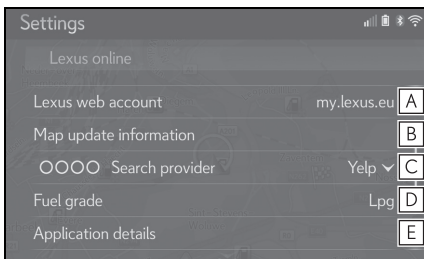 Settings
Lexus online
Lexus web account my.lexus.eu A
Map update information B
OOOO Search provider Yelp C
Fuel grade Lpg D
Application details E